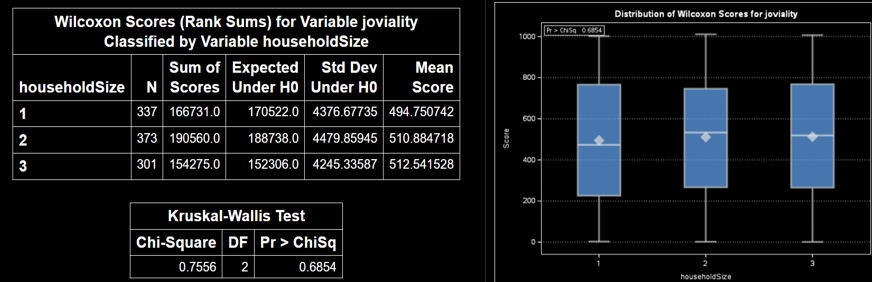 Wilcoxon Scores (Rank Sums) for Variable joviality
Classified by Variable householdSize
householdSize N Sum of Scores Expected Under H0 Std Dev Under H0 Mean Score
1 337 166731.0 170522.0 4376.67735 494.750742
2 373 190560.0 188738.0 4479.85945 510.884718
3 301 154275.0 152306.0 4245.33587 512.541528
Kruskal-Wallis Test
Chi-Square DF Pr > ChiSq
0.7556 2 0.6854
Distribution of Wilcoxon Scores for joviality
Pr > ChiSq 0.6854
1000
800
600
400
200
0
Score
1 2 3
householdSize